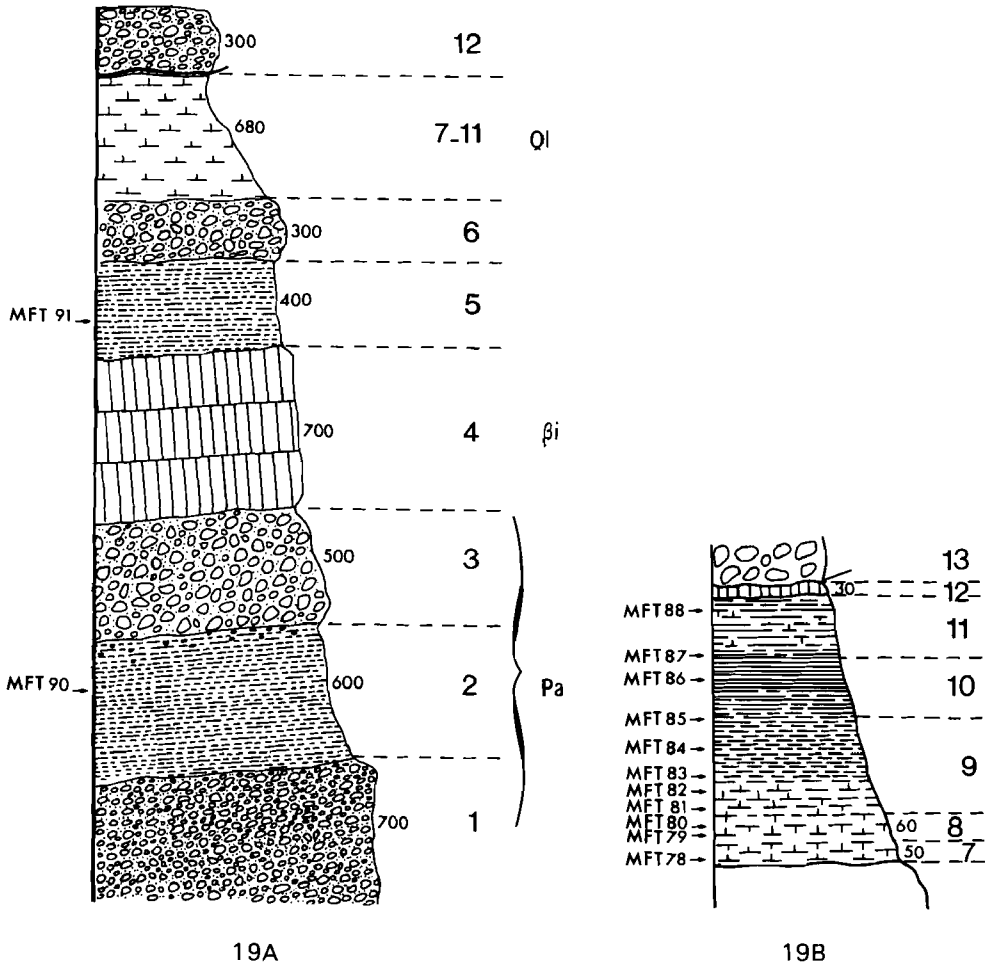 300 12
680 7-11 Ql
300 6
MFT 91 400 5
700 4 βi
500 3
MFT 90 600 2 Pa
700 1
19A
13
30 12
MFT 88 11
MFT 87
MFT 86 10
MFT 85
MFT 84 9
MFT 83
MFT 82
MFT 81
MFT 80 60 8
MFT 79
MFT 78 50 7
19B